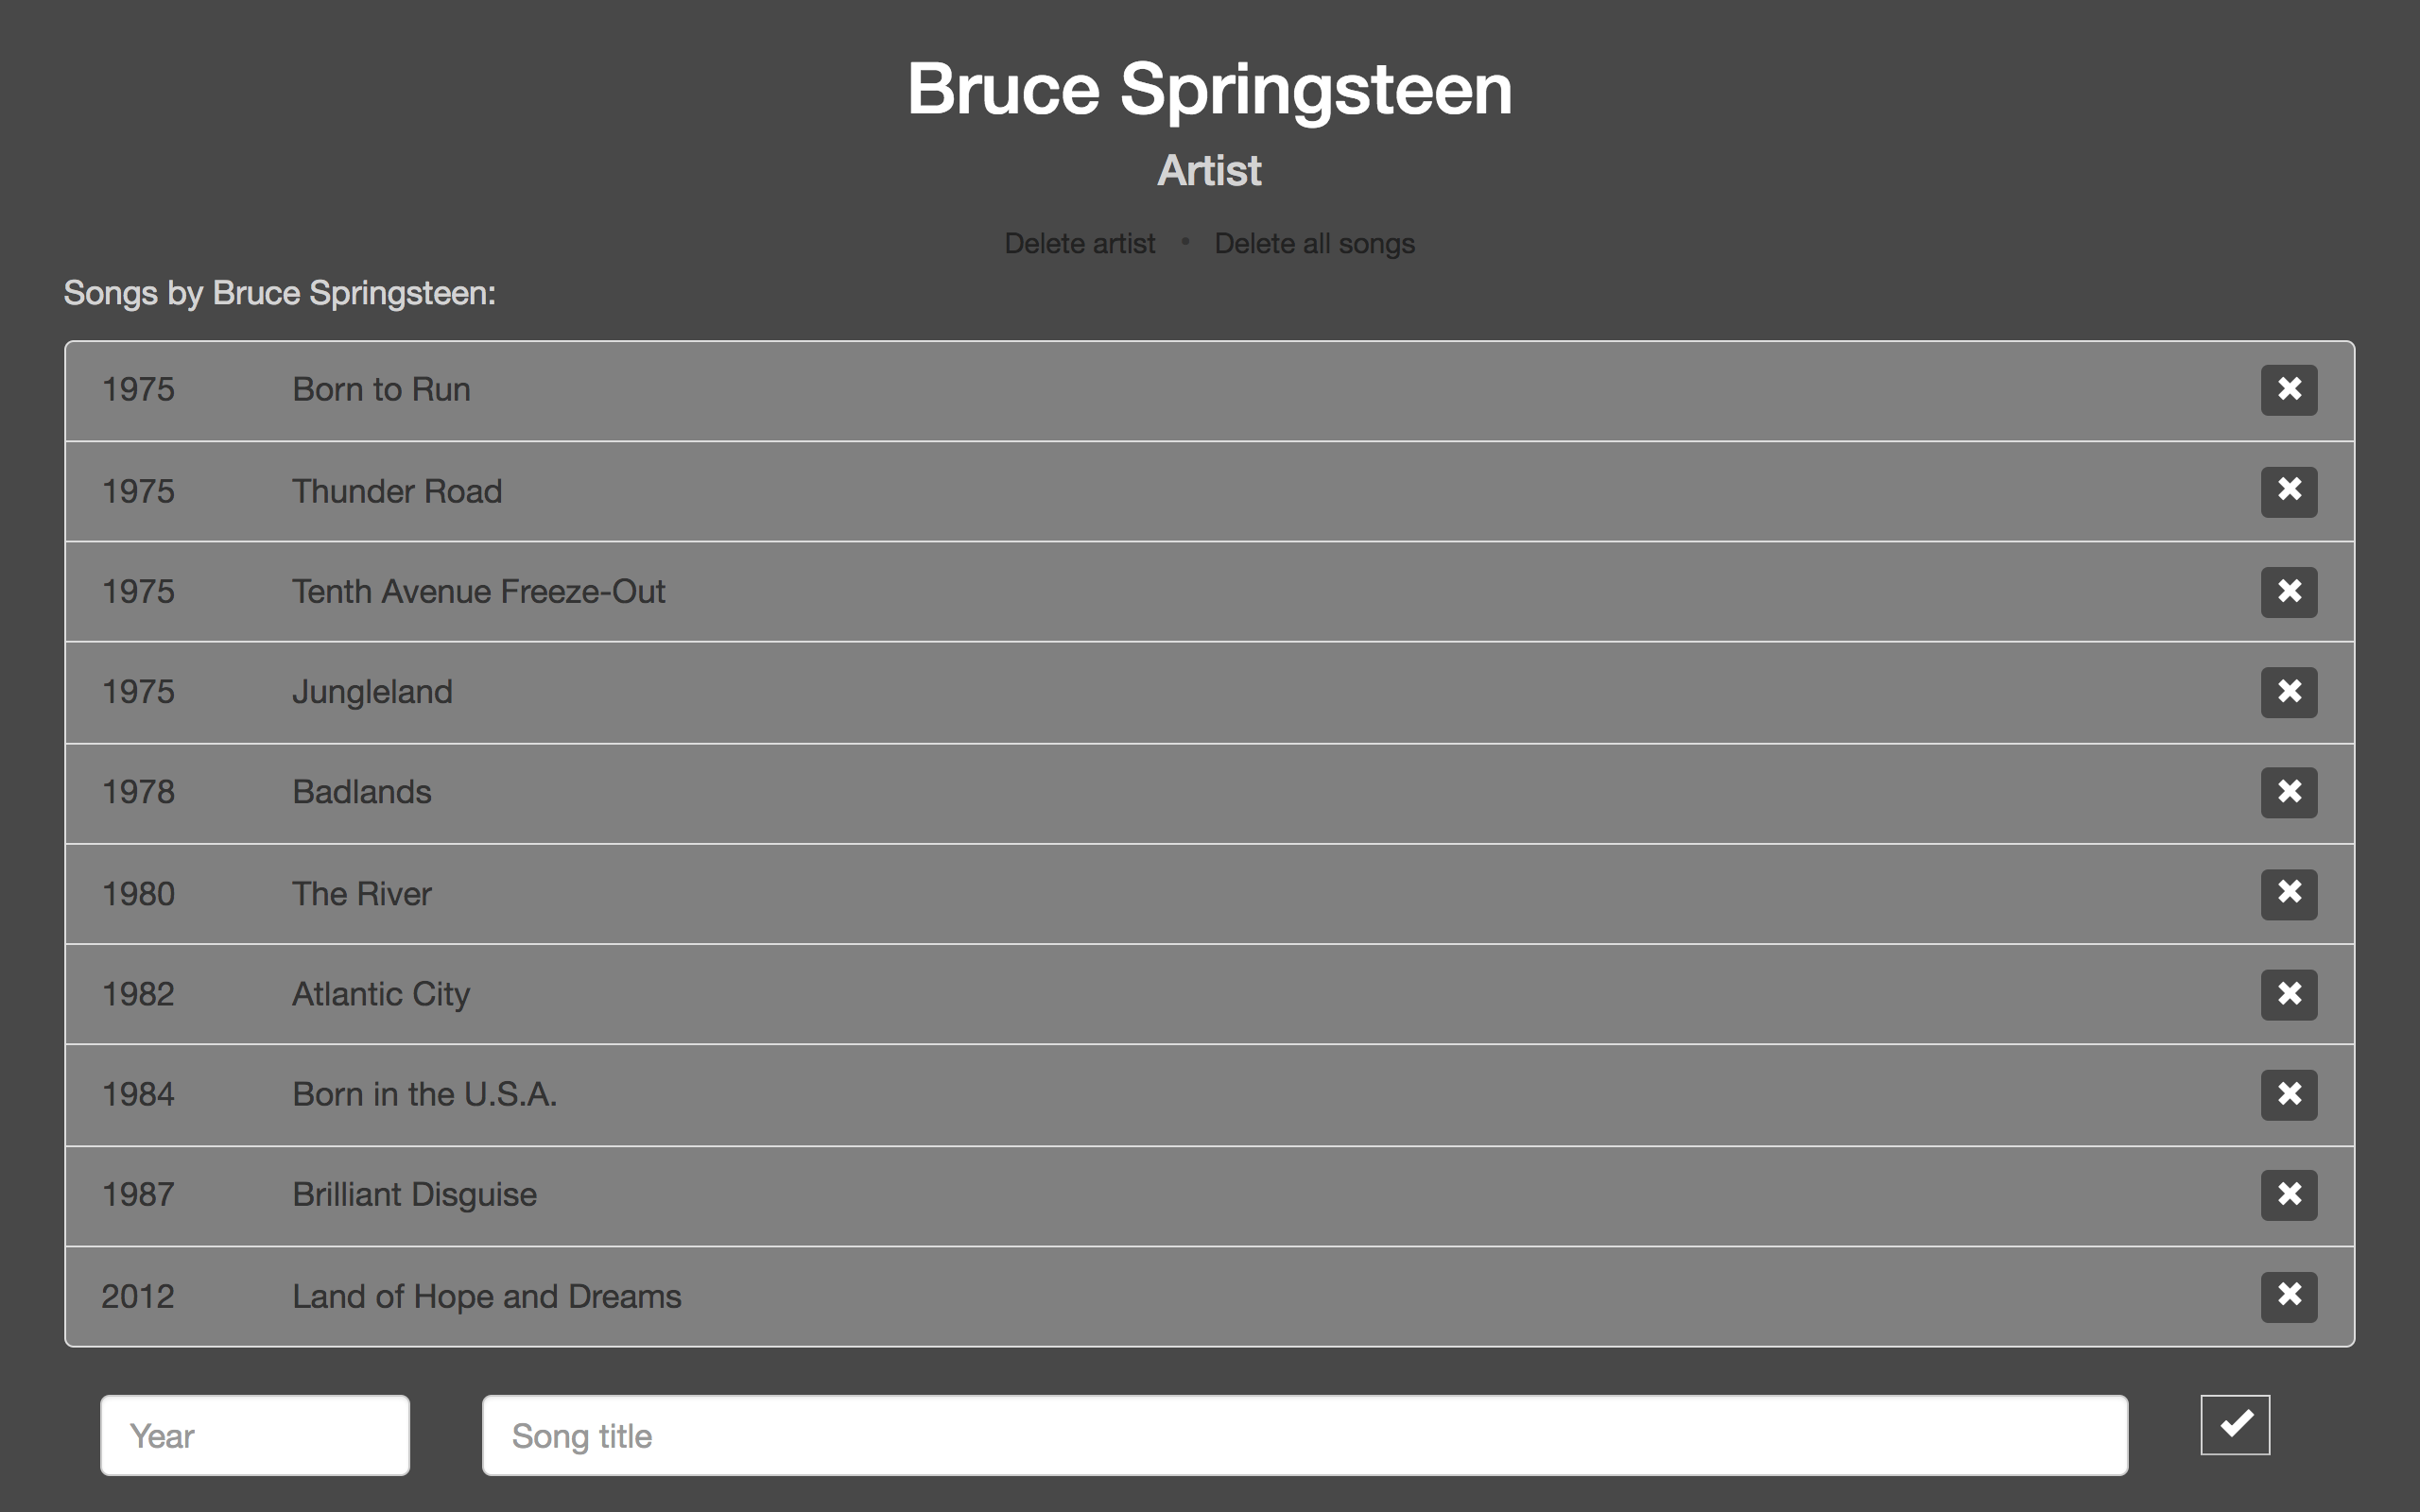 Bruce Springsteen
Artist
Delete artist • Delete all songs
Songs by Bruce Springsteen:
1975 Born to Run
1975 Thunder Road
1975 Tenth Avenue Freeze-Out
1975 Jungleland
1978 Badlands
1980 The River
1982 Atlantic City
1984 Born in the U.S.A.
1987 Brilliant Disguise
2012 Land of Hope and Dreams
Year Song title